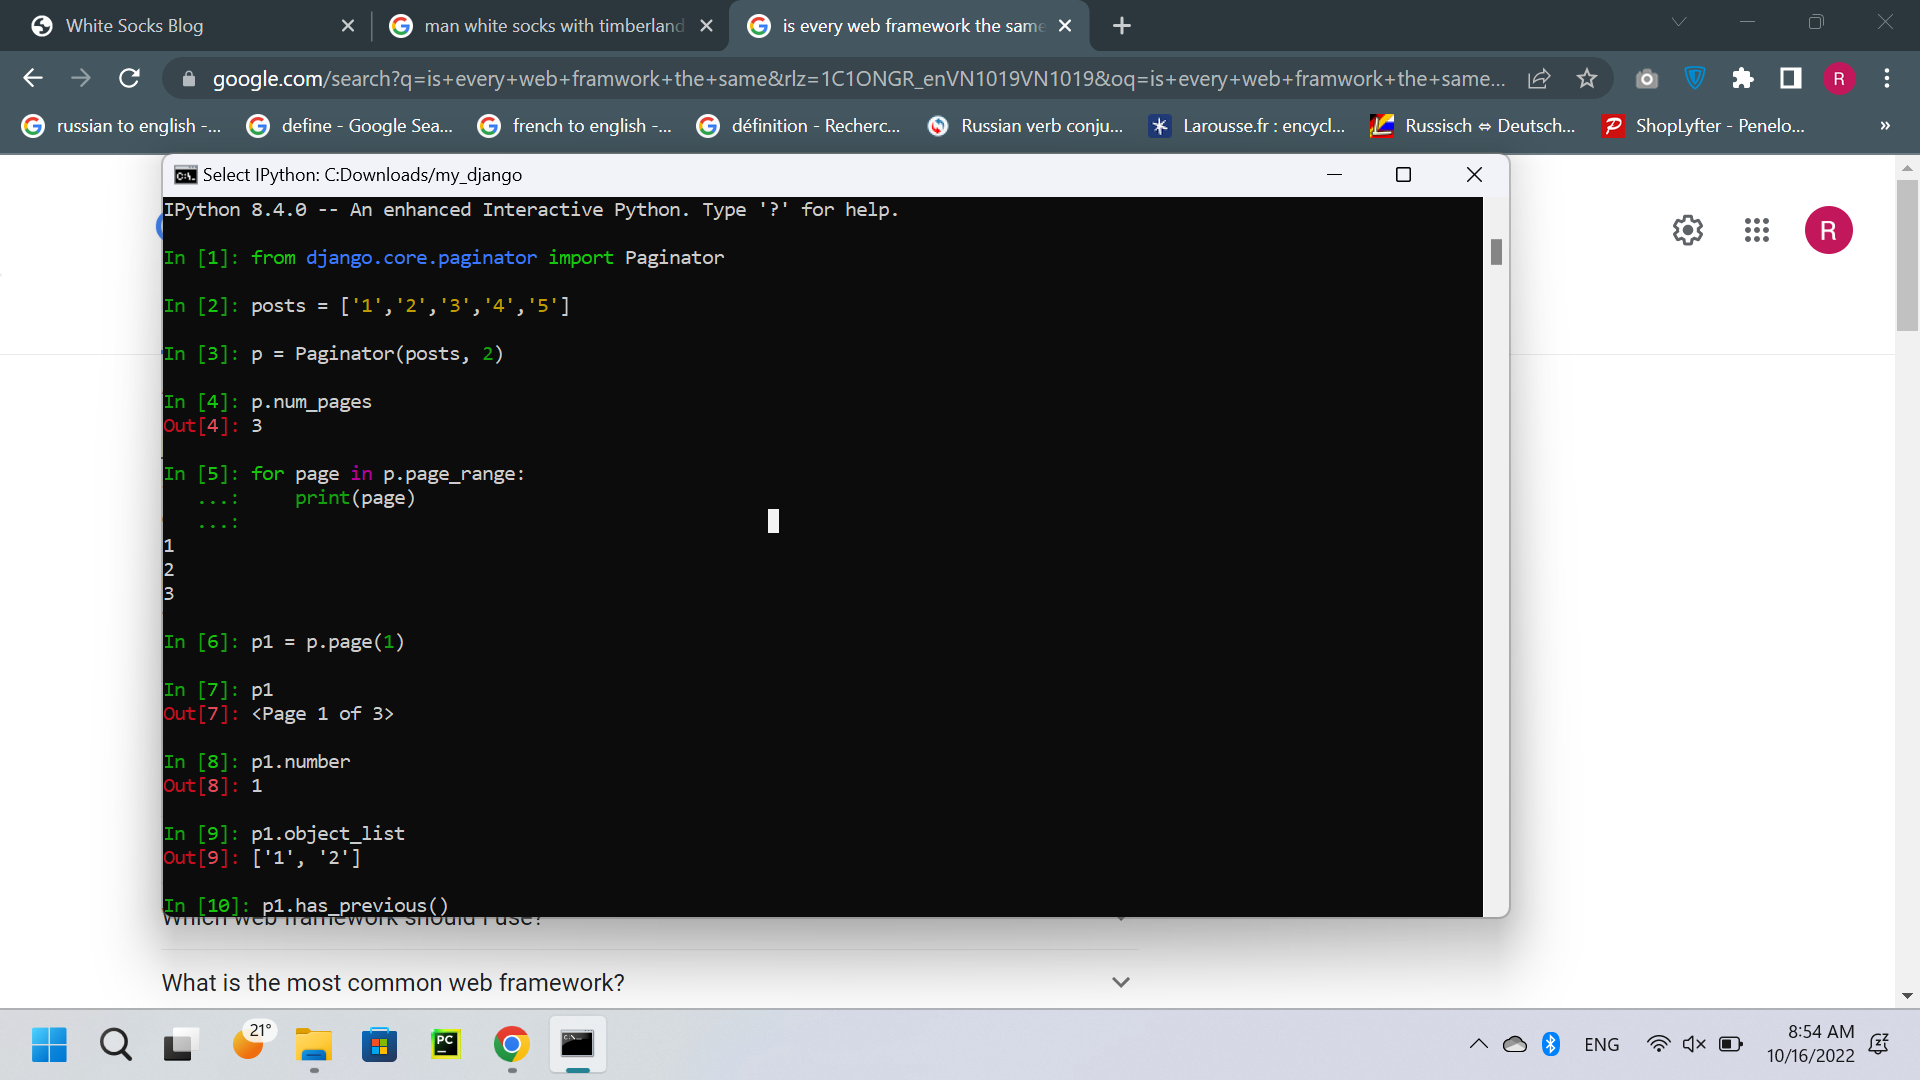 White Socks Blog
man white socks with timberland
is every web framework the same
google.com/search?q=is+every+web+framwork+the+same&rlz=1C1ONGR_enVN1019VN1019&oq=is+every+web+framwork+the+same...
R
russian to english -...
define - Google Sea...
french to english -...
définition - Recherc...
Russian verb conju...
Larousse.fr : encycl...
Russisch ⇔ Deutsch...
ShopLyfter - Penelo...
»
Select IPython: C:Downloads/my_django
IPython 8.4.0 -- An enhanced Interactive Python. Type '?' for help.
R
In [1]: from django.core.paginator import Paginator
In [2]: posts = ['1','2','3','4','5']
In [3]: p = Paginator(posts, 2)
In [4]: p.num_pages
Out[4]: 3
In [5]: for page in p.page_range:
...: print(page)
...:
1
2
3
In [6]: p1 = p.page(1)
In [7]: p1
Out[7]: <Page 1 of 3>
In [8]: p1.number
Out[8]: 1
In [9]: p1.object_list
Out[9]: ['1', '2']
In [10]: p1.has_previous()
Which web framework should I use?
What is the most common web framework?
21°
PC
ENG
8:54 AM
10/16/2022